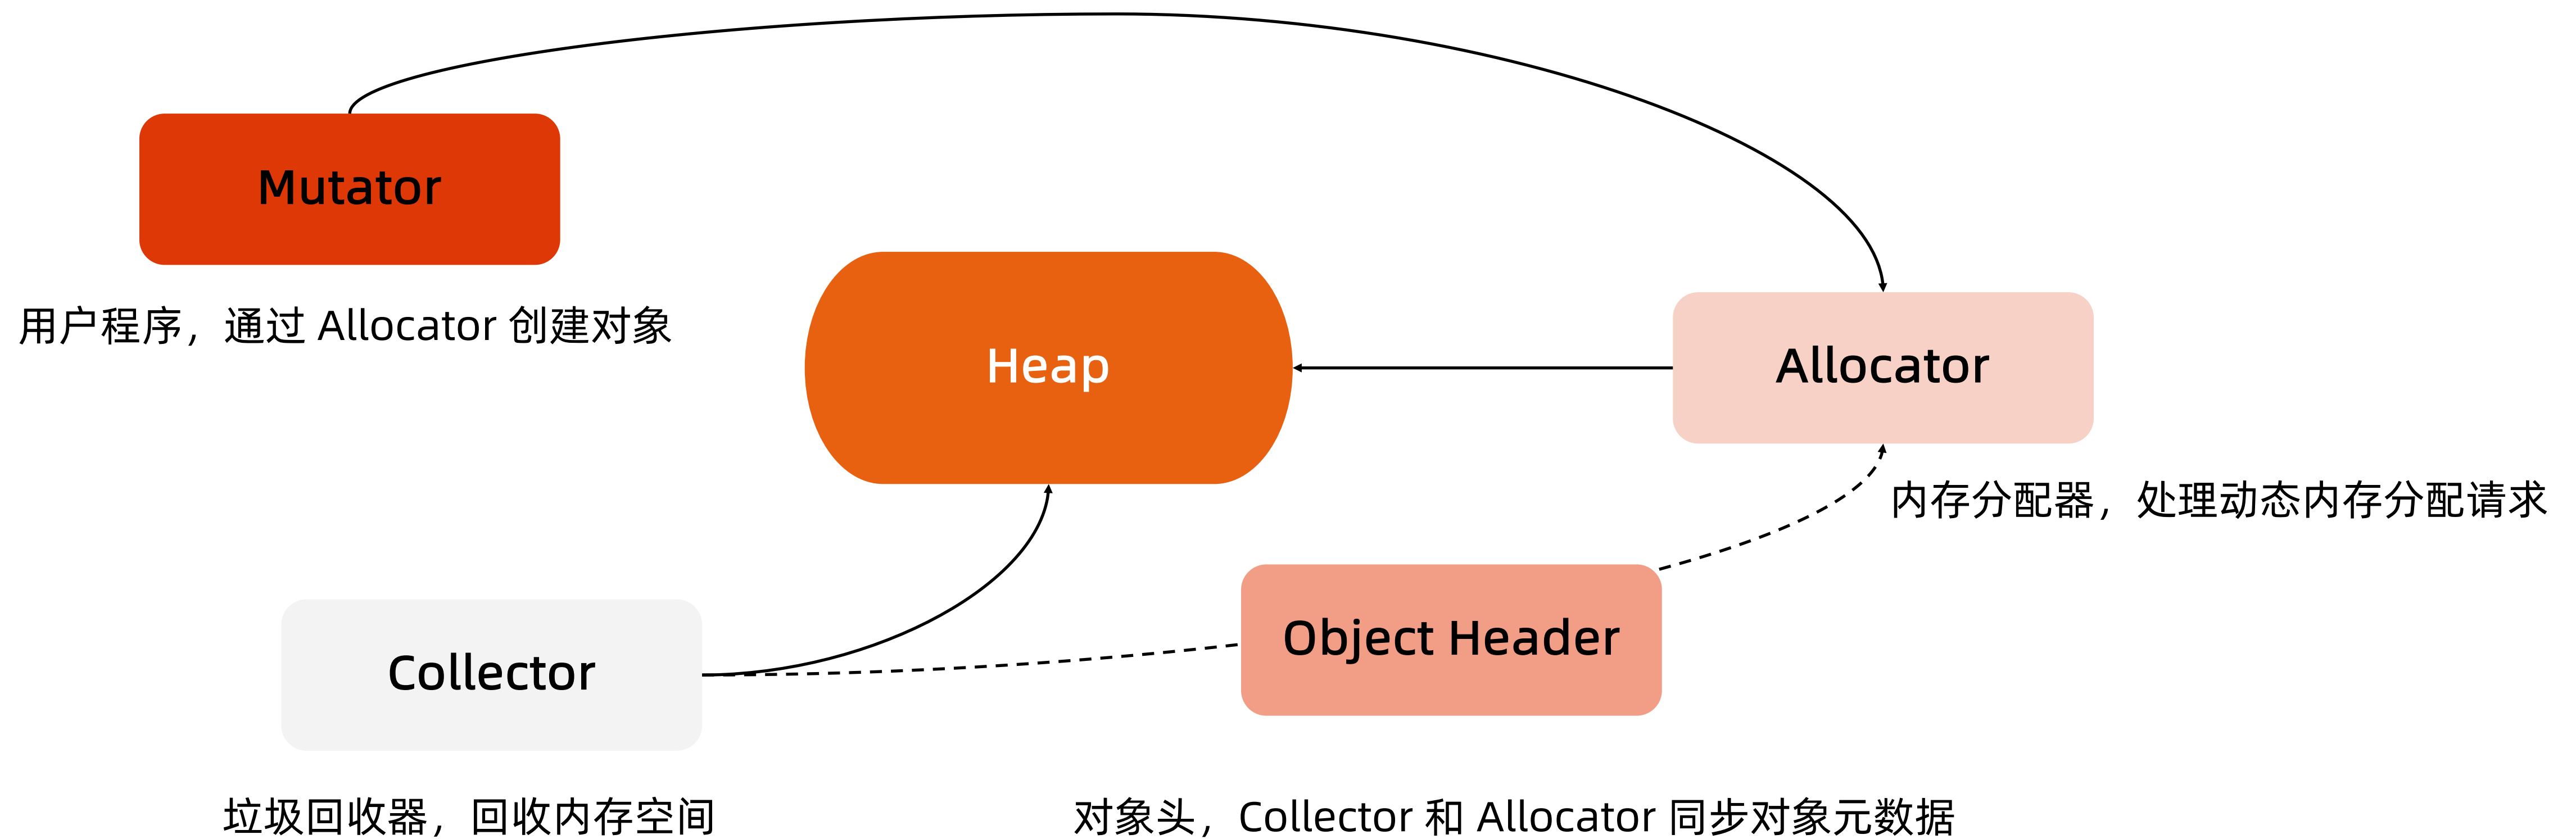 Mutator
用户程序，通过 Allocator 创建对象
Heap
Allocator
内存分配器，处理动态内存分配请求
Object Header
Collector
垃圾回收器，回收内存空间
对象头，Collector 和 Allocator 同步对象元数据